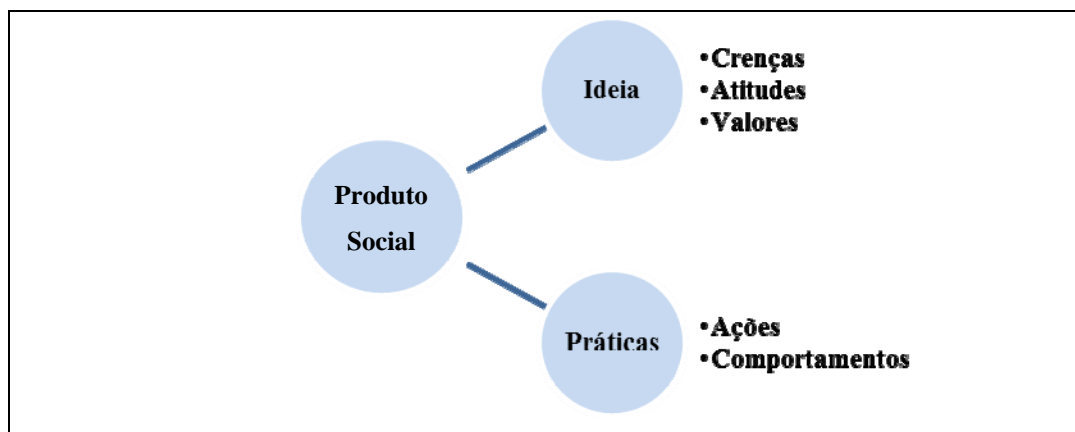 Ideia
•Crenças
•Atitudes
•Valores
Produto
Social
Práticas
•Ações
•Comportamentos